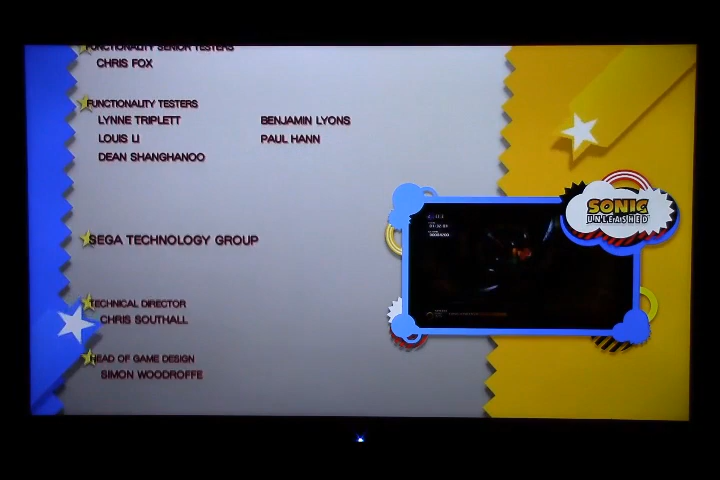 FUNCTIONALITY SENIOR TESTERS
CHRIS FOX
FUNCTIONALITY TESTERS
LYNNE TRIPLETT BENJAMIN LYONS
LOUIS LI PAUL HANN
DEAN SHANGHANOO
SONIC
UNLEASHED
SEGA TECHNOLOGY GROUP
TECHNICAL DIRECTOR
CHRIS SOUTHALL
HEAD OF GAME DESIGN
SIMON WOODROFFE